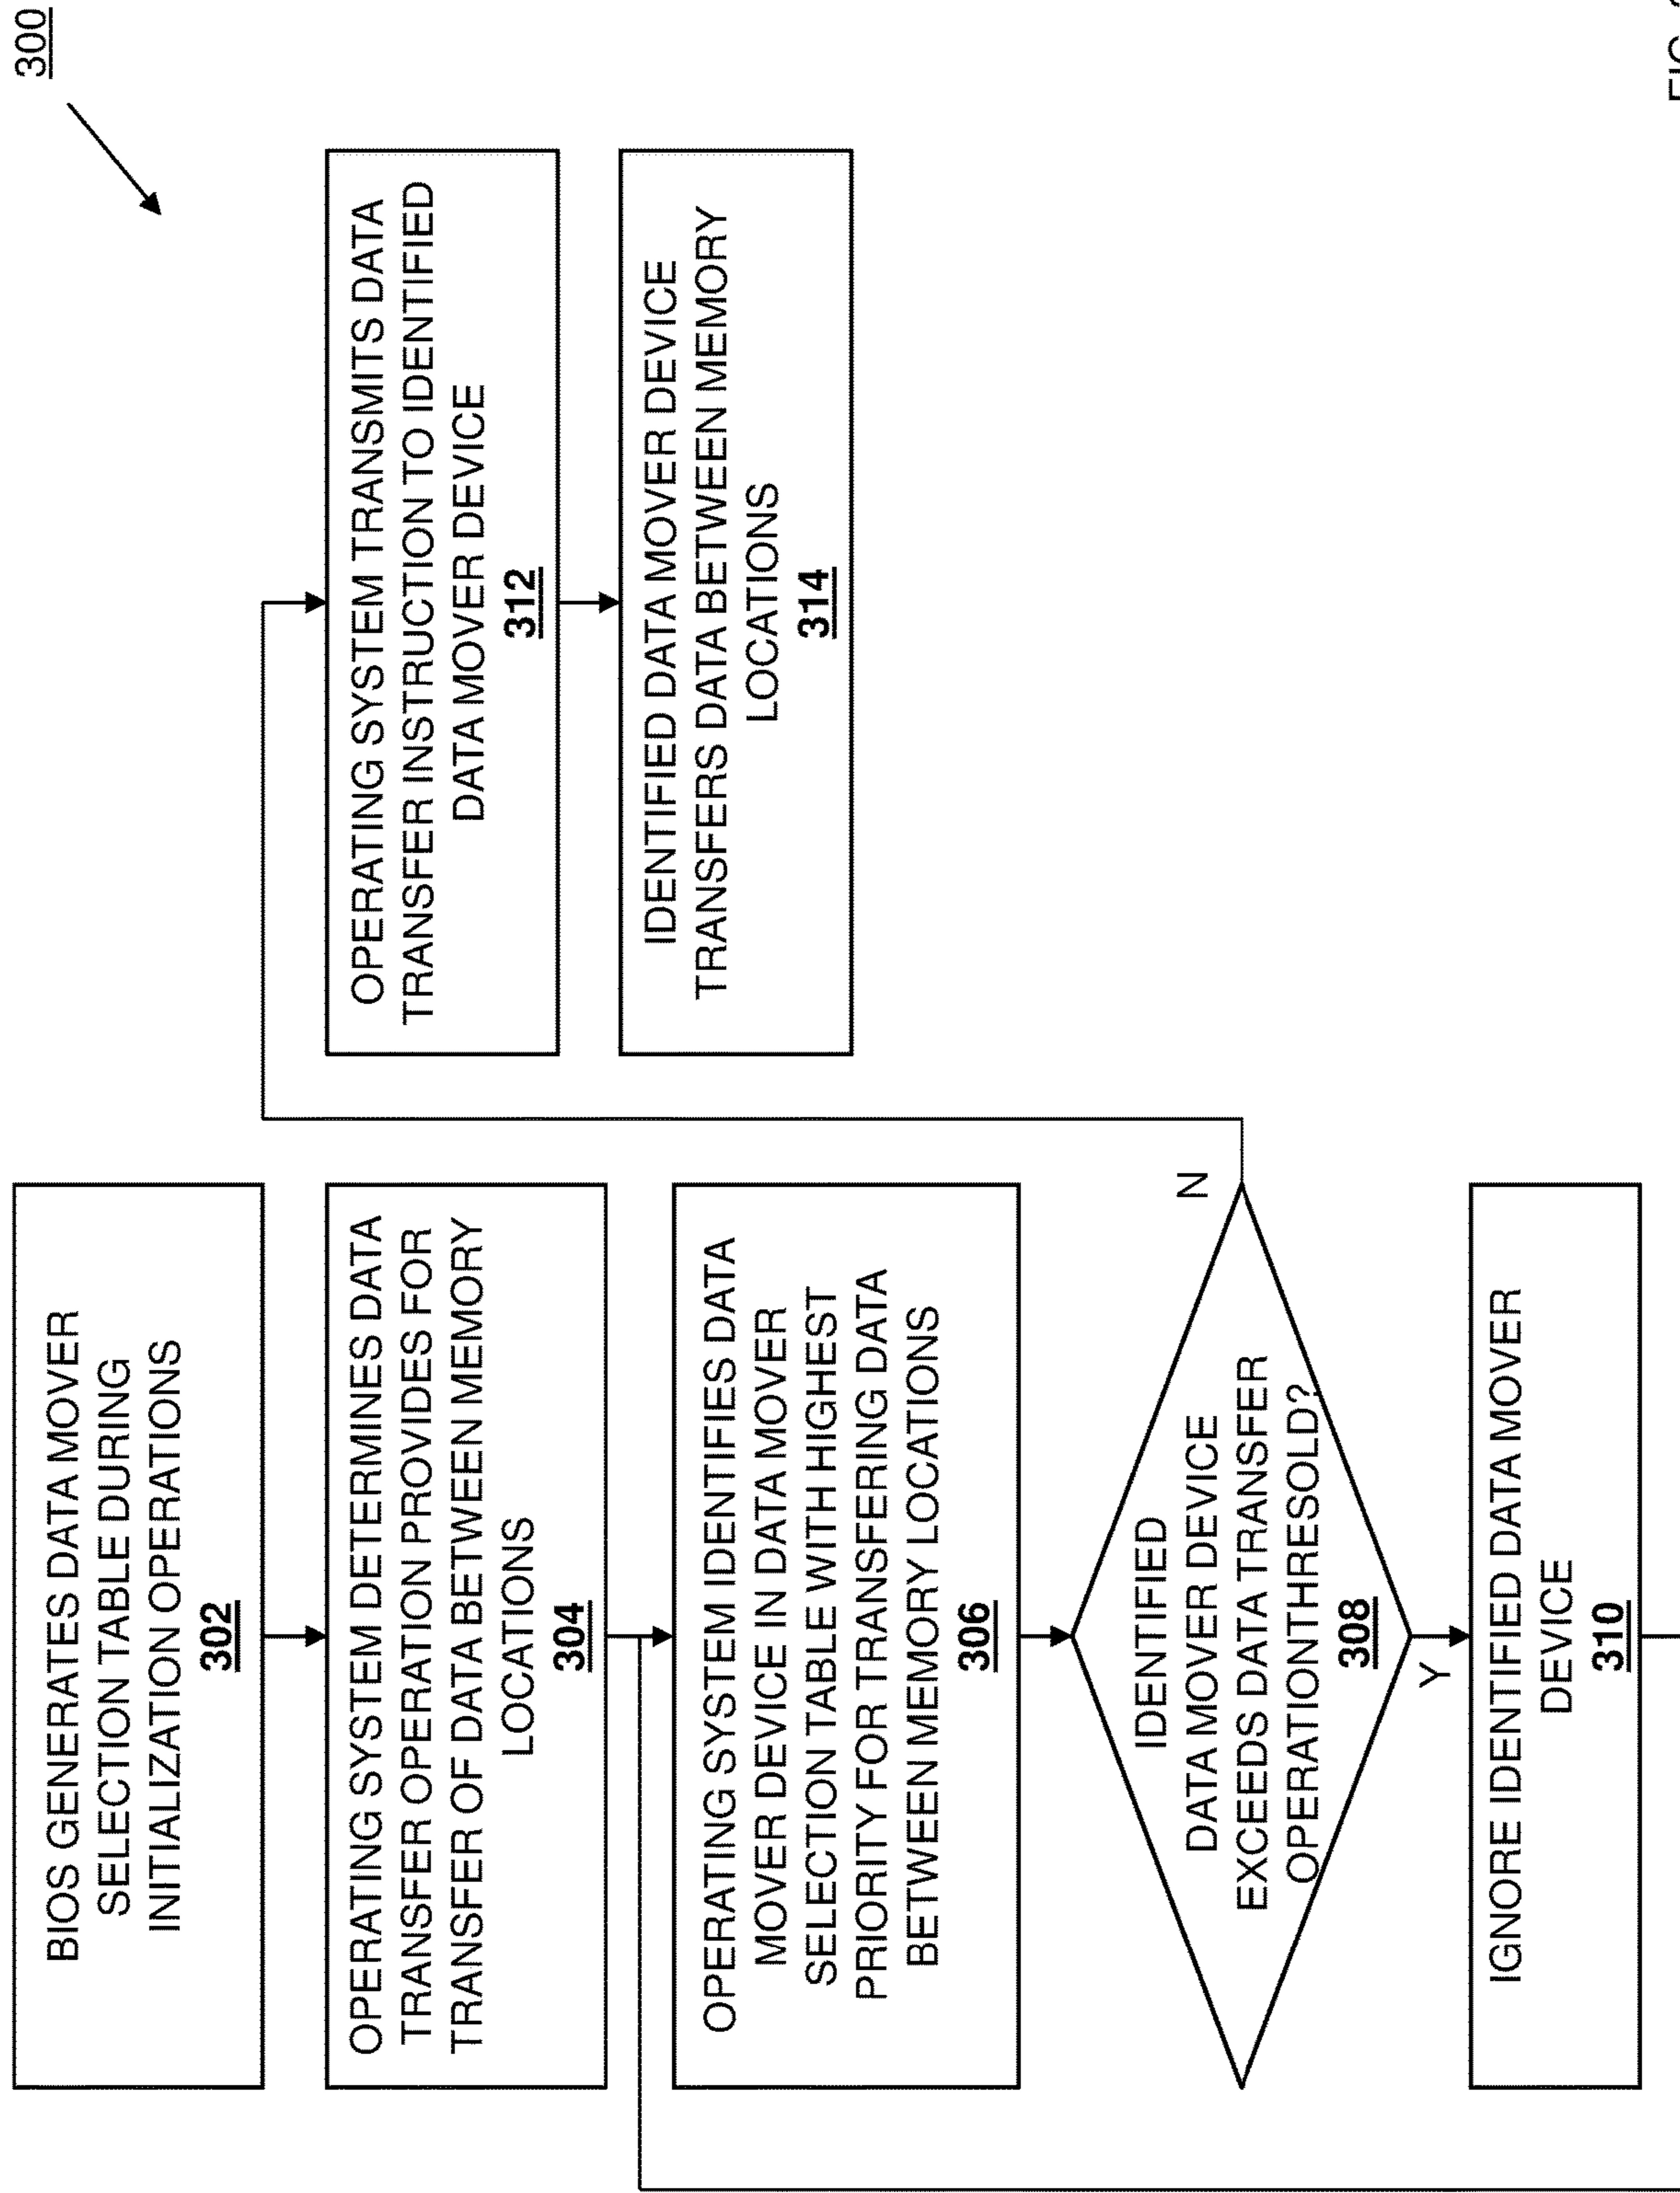 300
BIOS GENERATES DATA MOVER
SELECTION TABLE DURING
INITIALIZATION OPERATIONS
302
OPERATING SYSTEM DETERMINES DATA
TRANSFER OPERATION PROVIDES FOR
TRANSFER OF DATA BETWEEN MEMORY
LOCATIONS
304
OPERATING SYSTEM IDENTIFIES DATA
MOVER DEVICE IN DATA MOVER
SELECTION TABLE WITH HIGHEST
PRIORITY FOR TRANSFERING DATA
BETWEEN MEMORY LOCATIONS
306
IDENTIFIED
DATA MOVER DEVICE
EXCEEDS DATA TRANSFER
OPERATIONTHRESOLD?
308
N
Y
IGNORE IDENTIFIED DATA MOVER
DEVICE
310
OPERATING SYSTEM TRANSMITS DATA
TRANSFER INSTRUCTION TO IDENTIFIED
DATA MOVER DEVICE
312
IDENTIFIED DATA MOVER DEVICE
TRANSFERS DATA BETWEEN MEMORY
LOCATIONS
314
FIG.